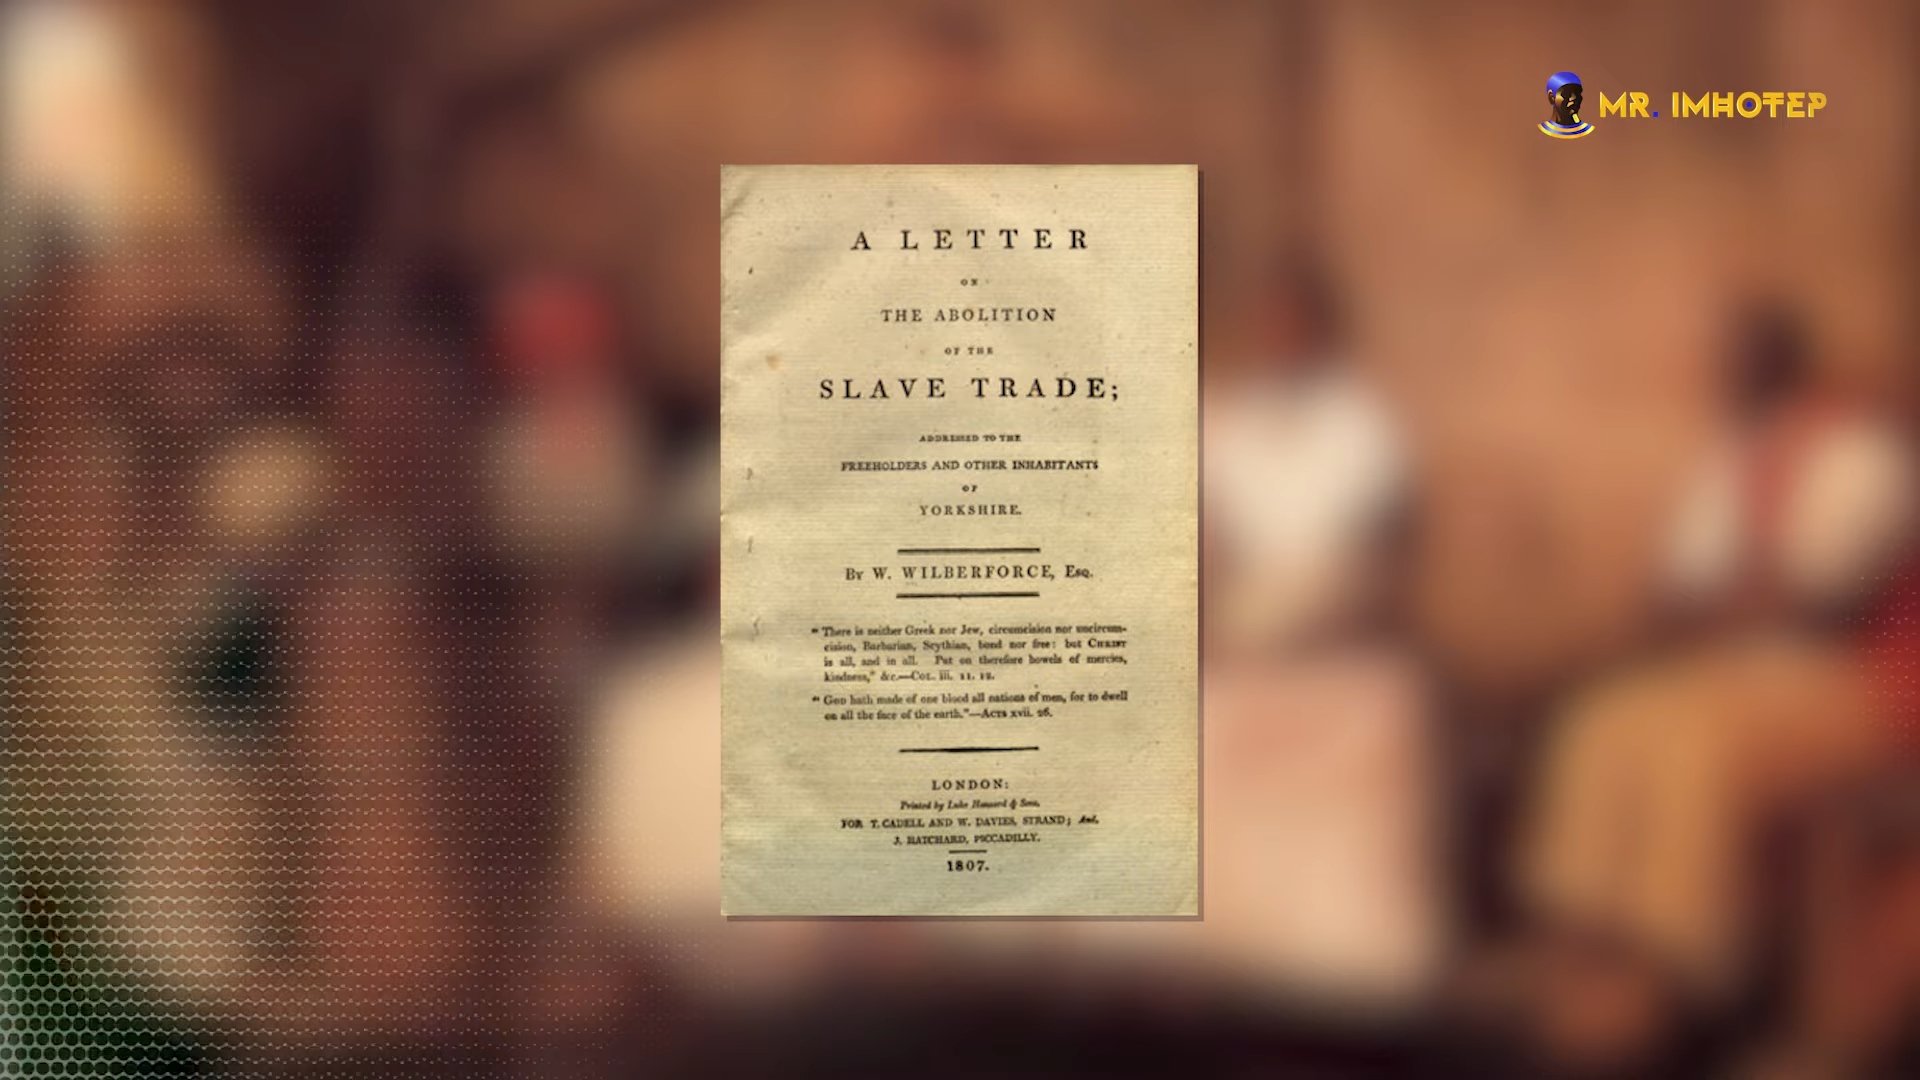 MR. IMHOTEP
A LETTER
ON
THE ABOLITION
OF THE
SLAVE TRADE;
ADDRESSED TO THE
FREEHOLDERS AND OTHER INHABITANTS
OF
YORKSHIRE.
By W. WILBERFORCE, Esq.
"There is neither Greek nor Jew, circumcision nor uncircum-
cision, Barbarian, Scythian, bond nor free: but CHRIST
is all, and in all. Put on therefore bowels of mercies,
kindness," &c.—COL. iii. 11. 12.
"GOD hath made of one blood all nations of men, for to dwell
on all the face of the earth."—ACTS xvii. 26.
LONDON:
Printed by Luke Hansard & Sons,
FOR T. CADELL AND W. DAVIES, STRAND; And,
J. HATCHARD, PICCADILLY.
1807.